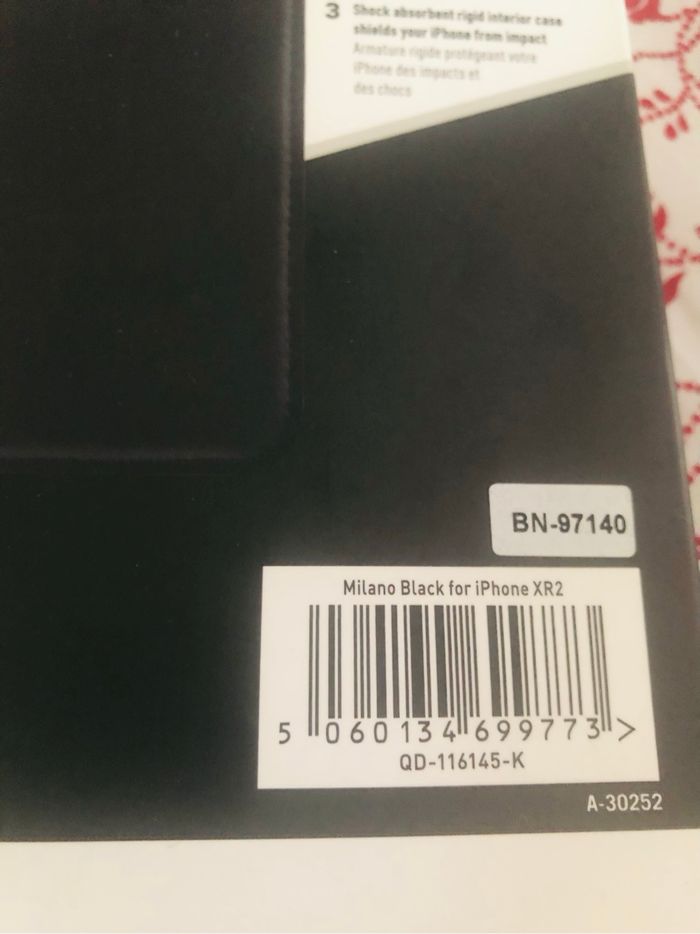 3 Shock absorbent rigid interior case
shields your iPhone from impact
Armature rigide protégeant votre
iPhone des impacts et
des chocs
BN-97140
Milano Black for iPhone XR2
5 060134 699773 >
QD-116145-K
A-30252